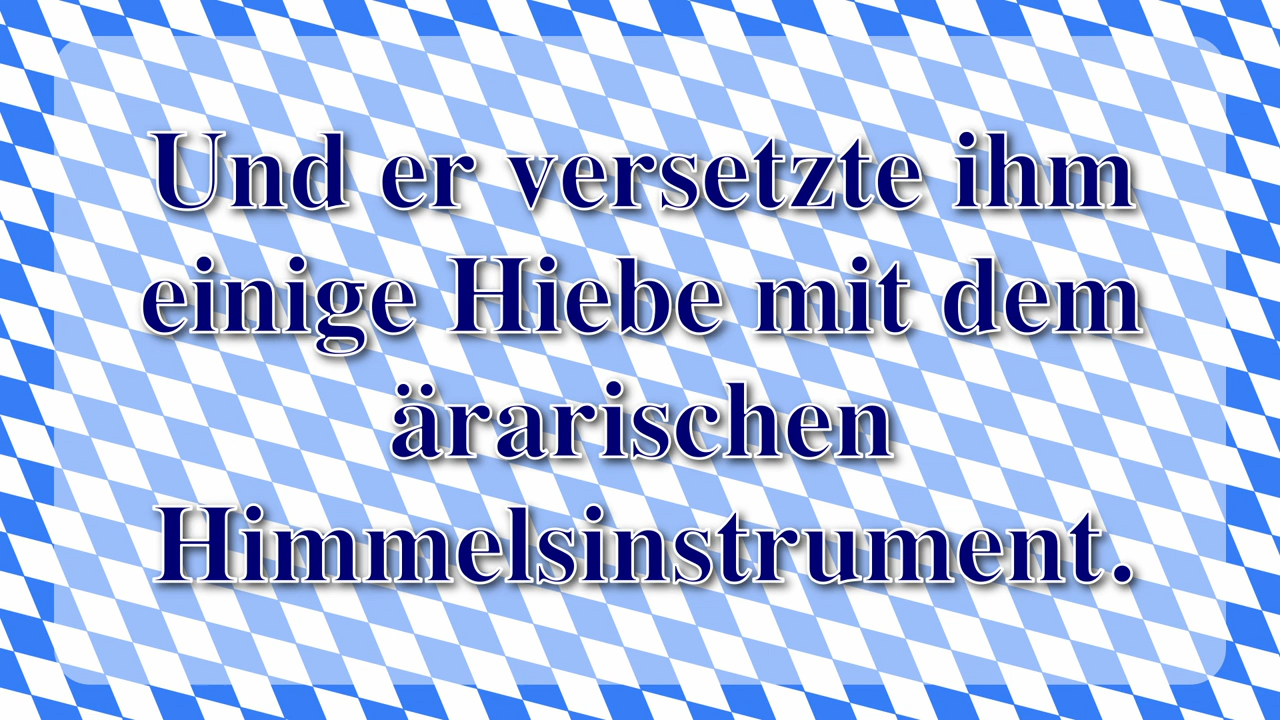 Und er versetzte ihm
einige Hiebe mit dem
ärarischen
Himmelsinstrument.